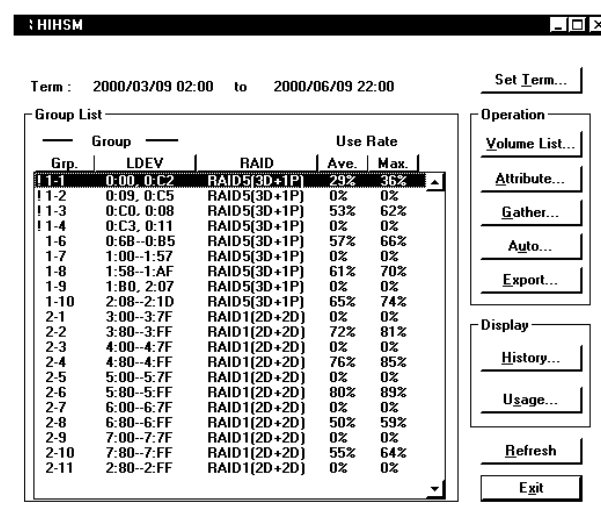 HIHSM
Term : 2000/03/09 02:00 to 2000/06/09 22:00
Set Term...
Group List
Group Use Rate
Grp. LDEV RAID Ave. Max.
! 1-1 0:00, 0:C2 RAID5(3D+1P) 29% 36%
! 1-2 0:09, 0:C5 RAID5(3D+1P) 0% 0%
! 1-3 0:C0, 0:08 RAID5(3D+1P) 53% 62%
! 1-4 0:C3, 0:11 RAID5(3D+1P) 0% 0%
1-6 0:6B--0:B5 RAID5(3D+1P) 57% 66%
1-7 1:00--1:57 RAID5(3D+1P) 0% 0%
1-8 1:58--1:AF RAID5(3D+1P) 61% 70%
1-9 1:B0, 2:07 RAID5(3D+1P) 0% 0%
1-10 2:08--2:1D RAID5(3D+1P) 65% 74%
2-1 3:00--3:7F RAID1(2D+2D) 0% 0%
2-2 3:80--3:FF RAID1(2D+2D) 72% 81%
2-3 4:00--4:7F RAID1(2D+2D) 0% 0%
2-4 4:80--4:FF RAID1(2D+2D) 76% 85%
2-5 5:00--5:7F RAID1(2D+2D) 0% 0%
2-6 5:80--5:FF RAID1(2D+2D) 80% 89%
2-7 6:00--6:7F RAID1(2D+2D) 0% 0%
2-8 6:80--6:FF RAID1(2D+2D) 50% 59%
2-9 7:00--7:7F RAID1(2D+2D) 0% 0%
2-10 7:80--7:FF RAID1(2D+2D) 55% 64%
2-11 2:80--2:FF RAID1(2D+2D) 0% 0%
Operation
Volume List...
Attribute...
Gather...
Auto...
Export...
Display
History...
Usage...
Refresh
Exit